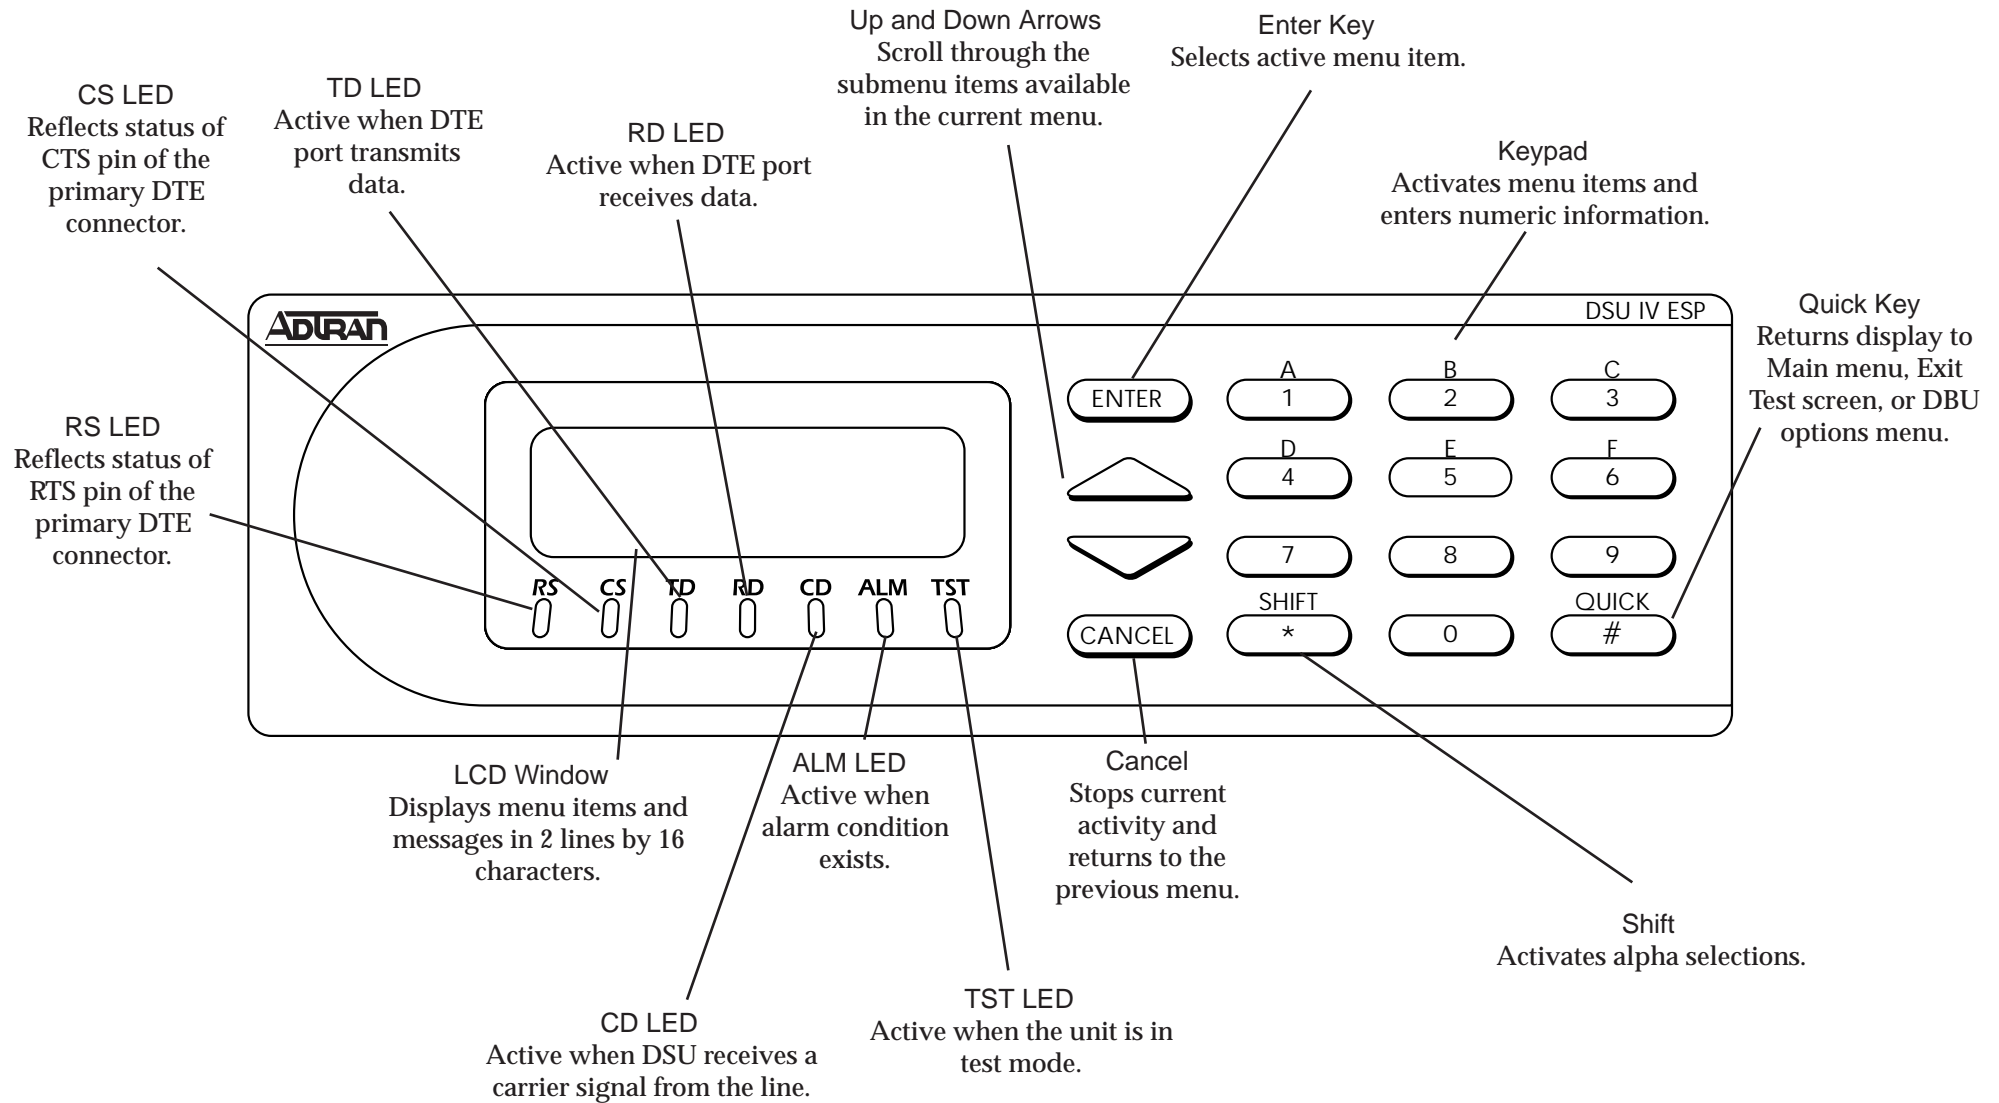 Up and Down Arrows
Scroll through the
submenu items available
in the current menu.
Enter Key
Selects active menu item.
CS LED
Reflects status of
CTS pin of the
primary DTE
connector.
TD LED
Active when DTE
port transmits
data.
RD LED
Active when DTE port
receives data.
Keypad
Activates menu items and
enters numeric information.
Quick Key
Returns display to
Main menu, Exit
Test screen, or DBU
options menu.
RS LED
Reflects status of
RTS pin of the
primary DTE
connector.
ADTRAN
DSU IV ESP
A B C
ENTER 1 2 3
D E F
4 5 6
7 8 9
SHIFT QUICK
CANCEL * 0 #
RS CS TD RD CD ALM TST
LCD Window
Displays menu items and
messages in 2 lines by 16
characters.
ALM LED
Active when
alarm condition
exists.
Cancel
Stops current
activity and
returns to the
previous menu.
Shift
Activates alpha selections.
CD LED
Active when DSU receives a
carrier signal from the line.
TST LED
Active when the unit is in
test mode.